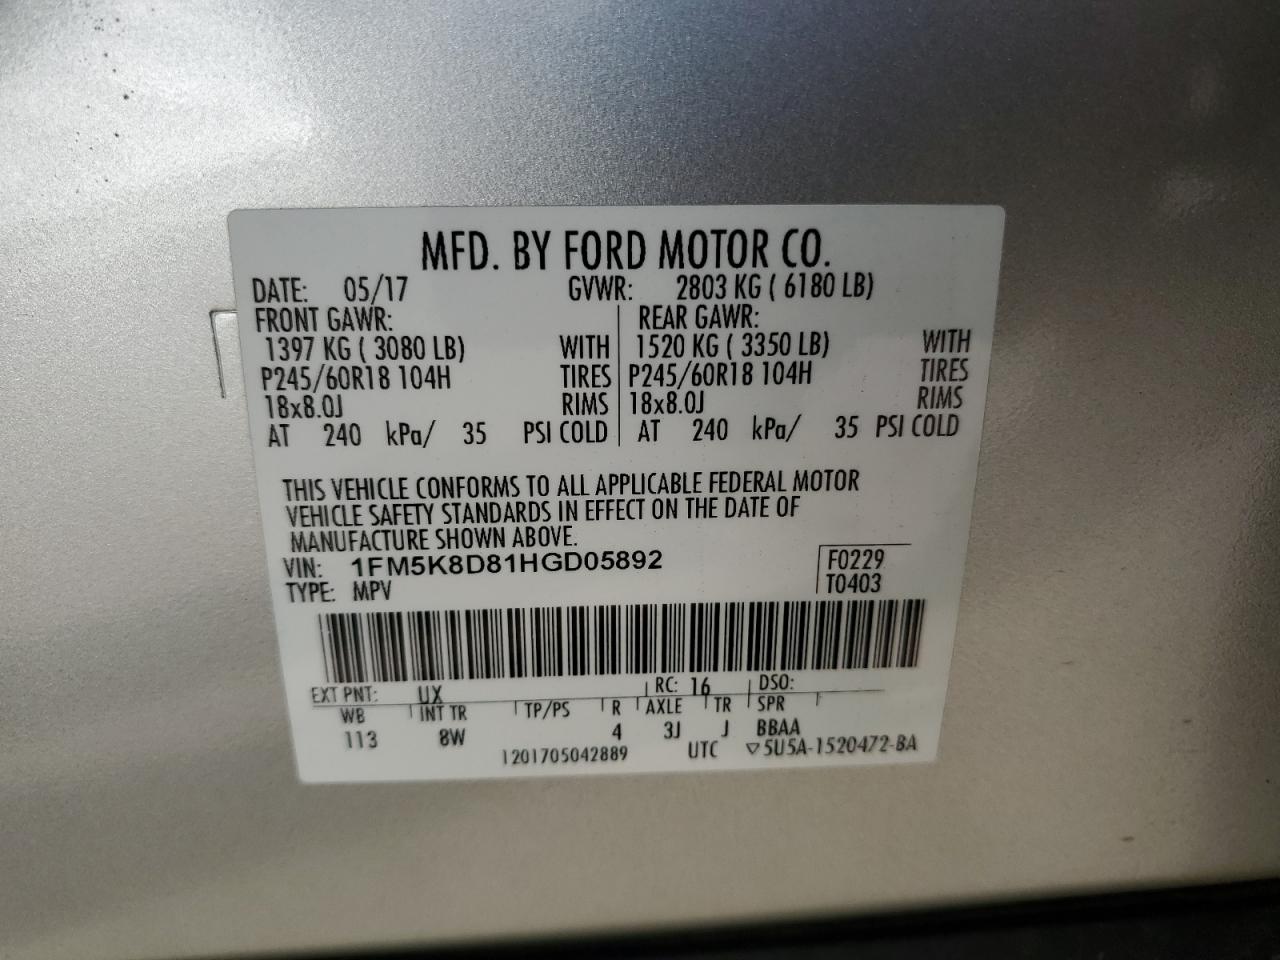 MFD. BY FORD MOTOR CO.
DATE: 05/17 GVWR: 2803 KG ( 6180 LB)
FRONT GAWR: REAR GAWR:
1397 KG ( 3080 LB) WITH 1520 KG ( 3350 LB) WITH
P245/60R18 104H TIRES P245/60R18 104H TIRES
18x8.0J RIMS 18x8.0J RIMS
AT 240 kPa/ 35 PSI COLD AT 240 kPa/ 35 PSI COLD
THIS VEHICLE CONFORMS TO ALL APPLICABLE FEDERAL MOTOR
VEHICLE SAFETY STANDARDS IN EFFECT ON THE DATE OF
MANUFACTURE SHOWN ABOVE.
VIN: 1FM5K8D81HGD05892 F0229
TYPE: MPV T0403
EXT PNT: UX RC: 16 DSO:
WB INT TR TP/PS R AXLE TR SPR
113 8W 4 3J J BBAA
1201705042889 UTC ▽5U5A-1520472-BA